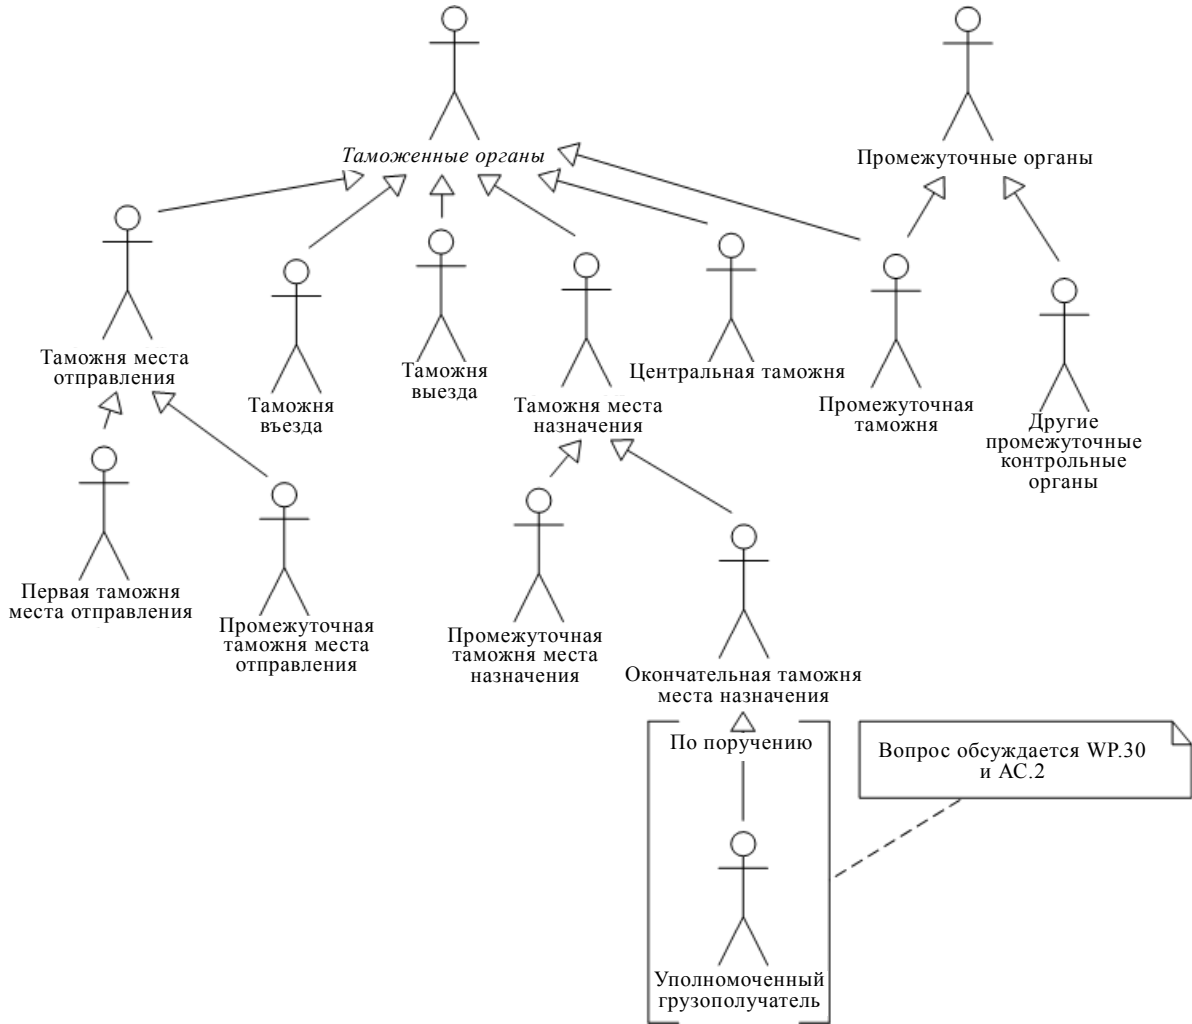 Таможенные органы
Промежуточные органы
Таможня места
отправления
Таможня
въезда
Таможня
выезда
Таможня места
назначения
Центральная таможня
Промежуточная
таможня
Другие
промежуточные
контрольные
органы
Первая таможня
места отправления
Промежуточная
таможня места
отправления
Промежуточная
таможня места
назначения
Окончательная таможня
места назначения
По поручению
Вопрос обсуждается WP.30
и AC.2
Уполномоченный
грузополучатель